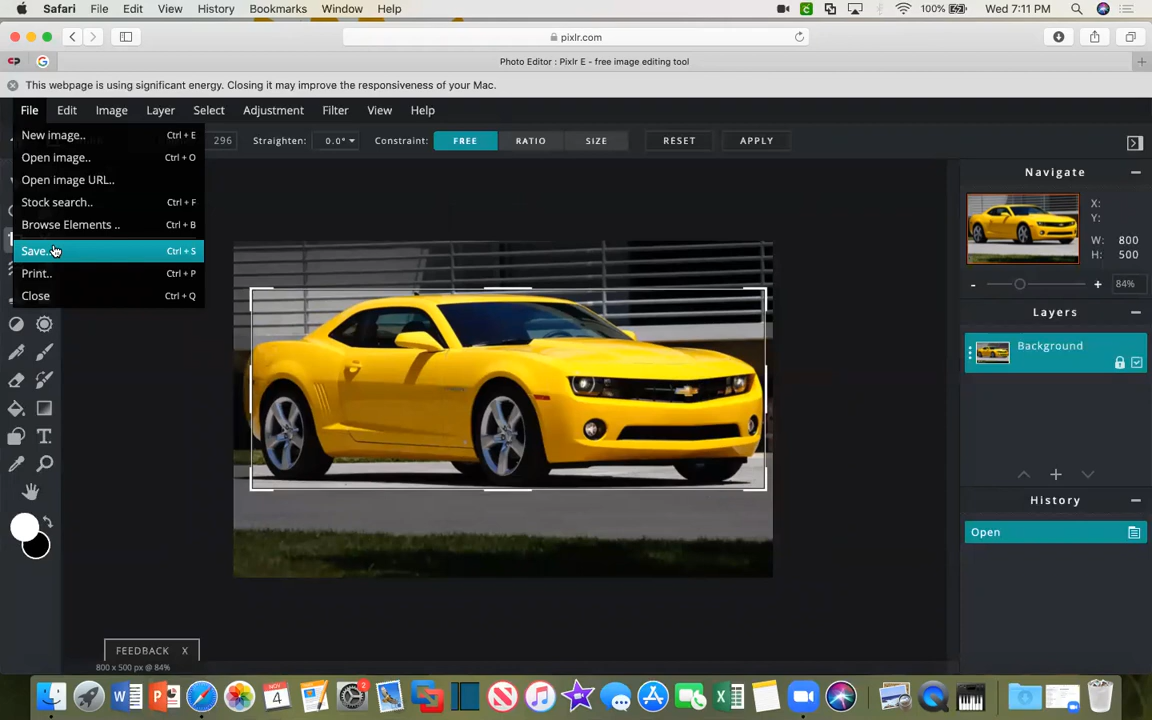 Safari File Edit View History Bookmarks Window Help 100% Wed 7:11 PM
pixlr.com
Photo Editor : Pixlr E - free image editing tool
This webpage is using significant energy. Closing it may improve the responsiveness of your Mac.
File Edit Image Layer Select Adjustment Filter View Help
296 Straighten: 0.0° Constraint: FREE RATIO SIZE RESET APPLY
New image.. Ctrl + E
Open image.. Ctrl + O
Open image URL..
Stock search.. Ctrl + F
Browse Elements .. Ctrl + B
Save.. Ctrl + S
Print.. Ctrl + P
Close Ctrl + Q
Navigate
X:
Y:
W: 800
H: 500
- + 84%
Layers
Background
History
Open
FEEDBACK X
800 x 500 px @ 84%
NOV
4
2